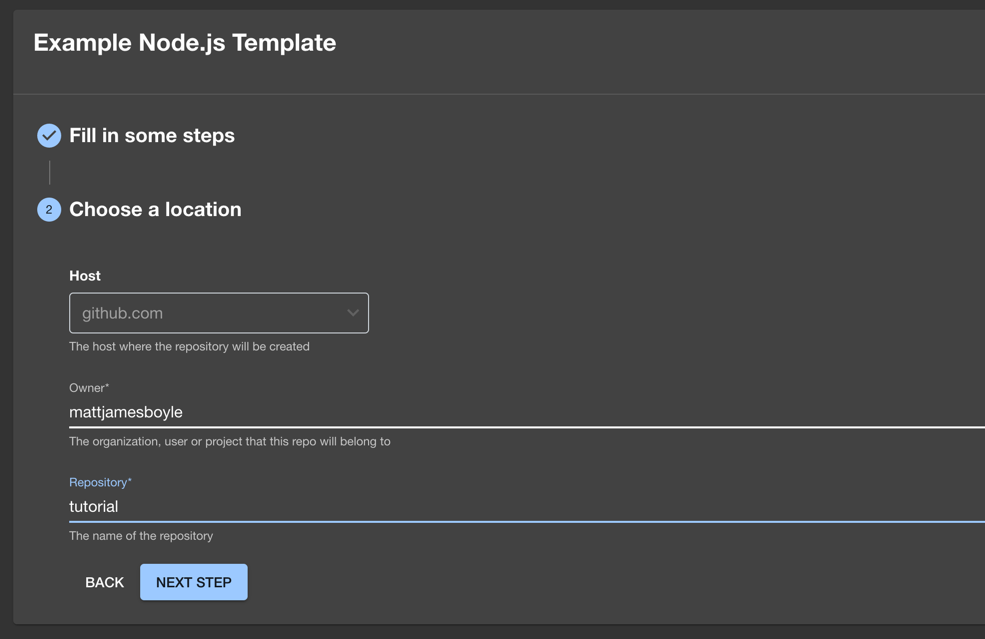 Example Node.js Template
Fill in some steps
2 Choose a location
Host
github.com
The host where the repository will be created
Owner*
mattjamesboyle
The organization, user or project that this repo will belong to
Repository*
tutorial
The name of the repository
BACK NEXT STEP